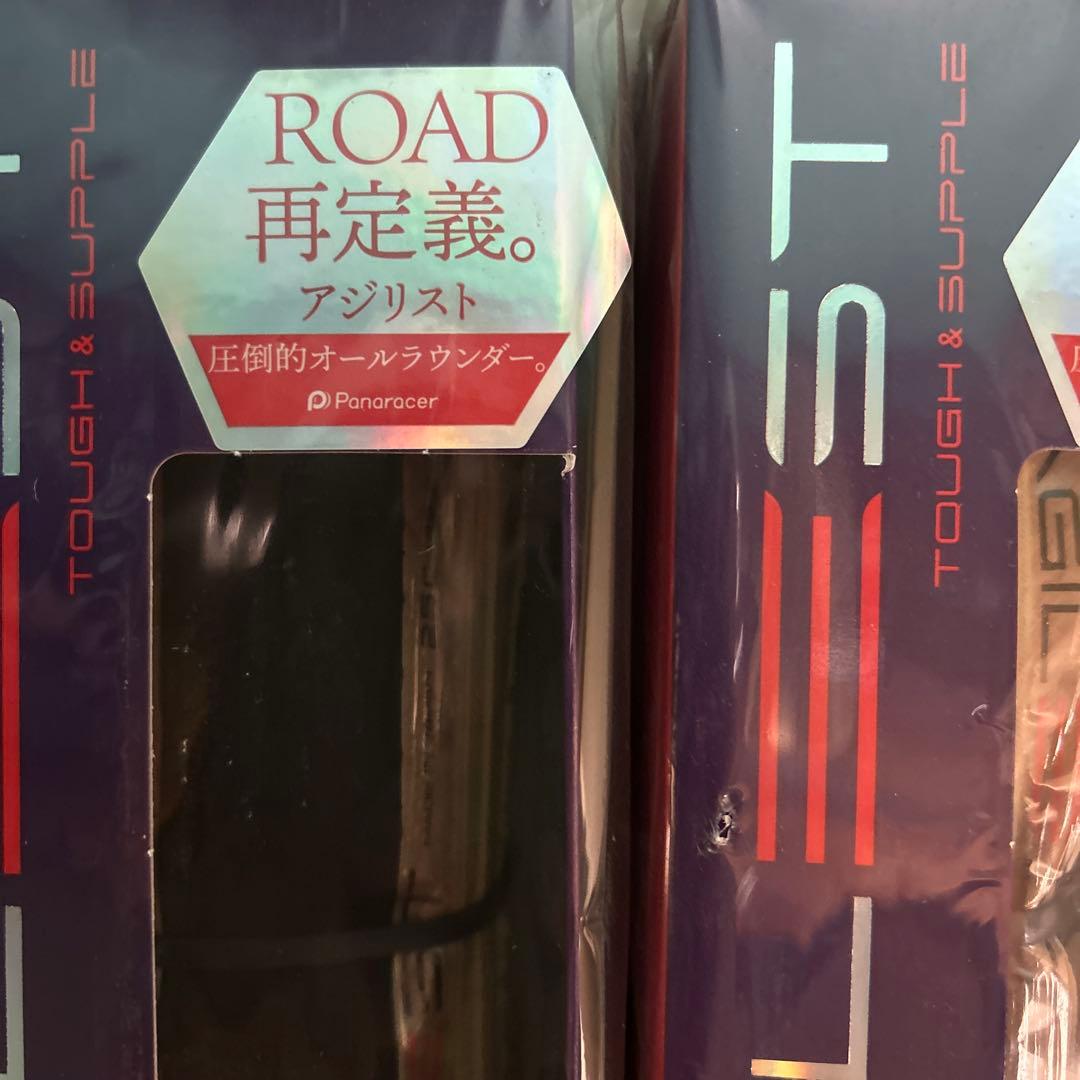 TOUGH & SUPPLE
ROAD
再定義。
アジリスト
圧倒的オールラウンダー。
Panaracer
TOUGH & SUPPLE
AGIL